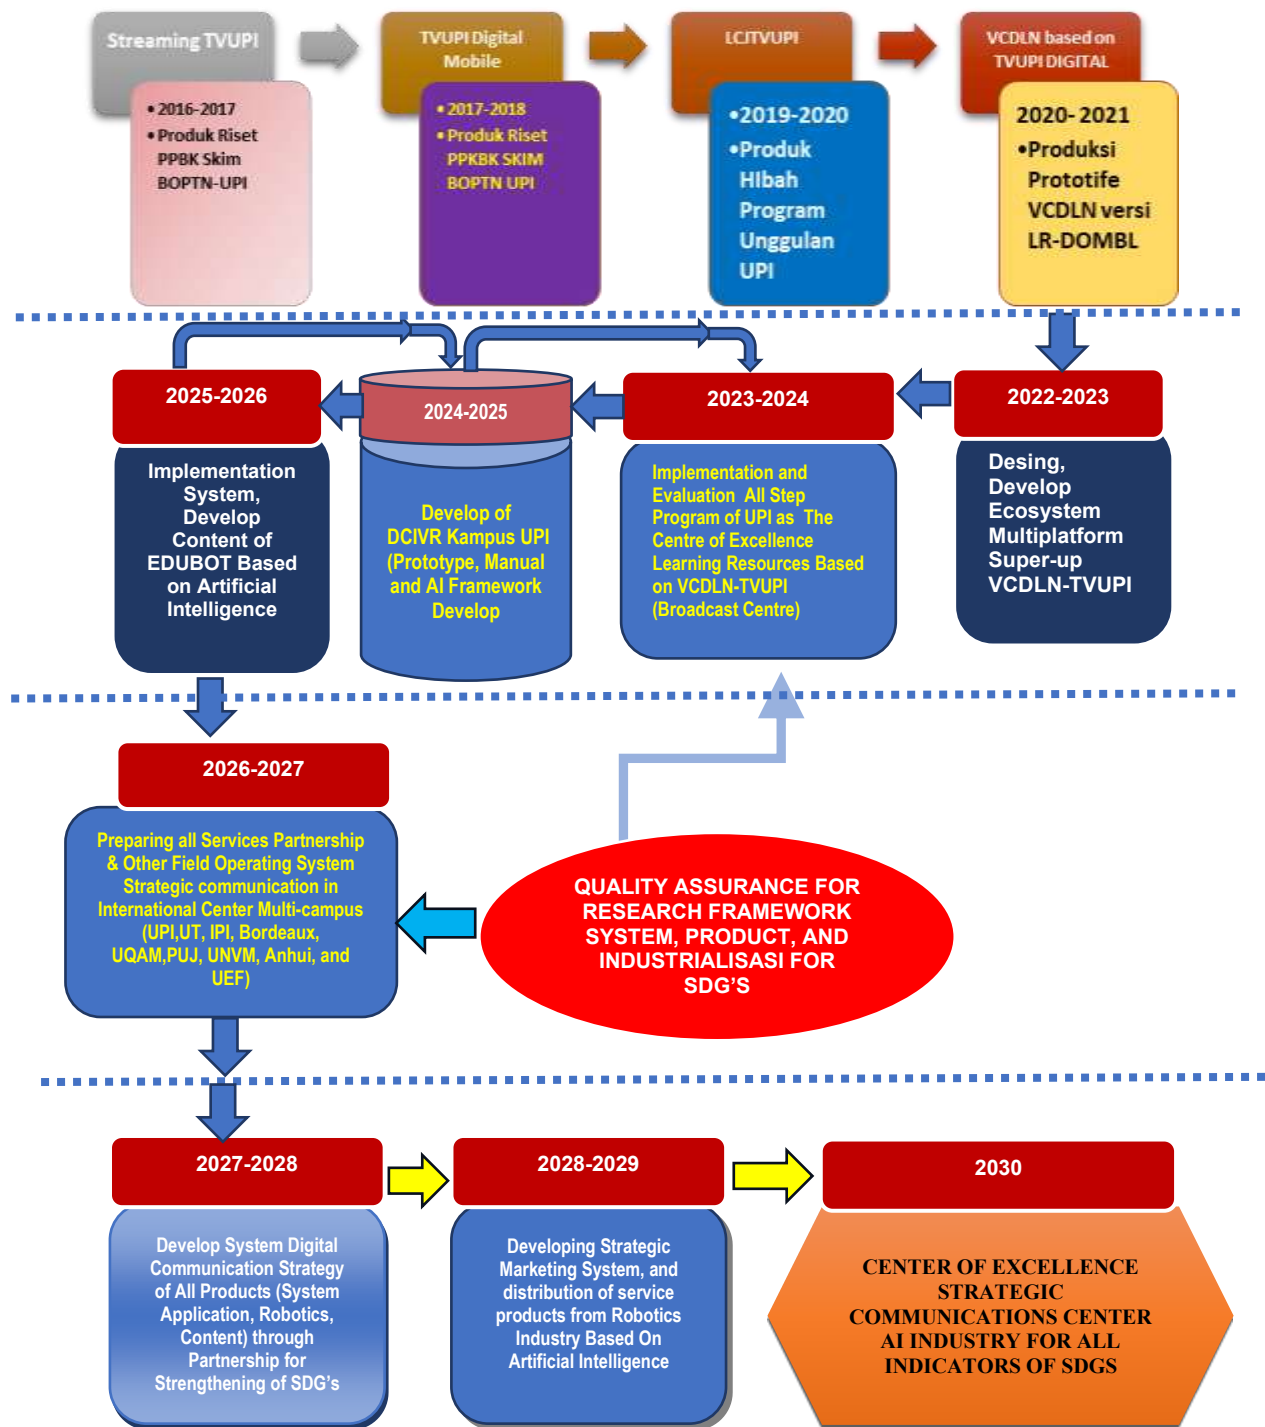 Streaming TVUPI
• 2016-2017
• Produk Riset
PPBK Skim
BOPTN-UPI
TVUPI Digital
Mobile
• 2017-2018
• Produk Riset
PPKBK SKIM
BOPTN UPI
LCJTVUPI
•2019-2020
•Produk
HIbah
Program
Unggulan
UPI
VCDLN based on
TVUPI DIGITAL
2020- 2021
•Produksi
Prototife
VCDLN versi
LR-DOMBL
2025-2026
Implementation
System,
Develop
Content of
EDUBOT Based
on Artificial
Intelligence
2024-2025
Develop of
DCIVR Kampus UPI
(Prototype, Manual
and AI Framework
Develop
2023-2024
Implementation and
Evaluation All Step
Program of UPI as The
Centre of Excellence
Learning Resources Based
on VCDLN-TVUPI
(Broadcast Centre)
2022-2023
Desing,
Develop
Ecosystem
Multiplatform
Super-up
VCDLN-TVUPI
2026-2027
Preparing all Services Partnership
& Other Field Operating System
Strategic communication in
International Center Multi-campus
(UPI,UT, IPI, Bordeaux,
UQAM,PUJ, UNVM, Anhui, and
UEF)
QUALITY ASSURANCE FOR
RESEARCH FRAMEWORK
SYSTEM, PRODUCT, AND
INDUSTRIALISASI FOR
SDG'S
2027-2028
Develop System Digital
Communication Strategy
of All Products (System
Application, Robotics,
Content) through
Partnership for
Strengthening of SDG's
2028-2029
Developing Strategic
Marketing System, and
distribution of service
products from Robotics
Industry Based On
Artificial Intelligence
2030
CENTER OF EXCELLENCE
STRATEGIC
COMMUNICATIONS CENTER
AI INDUSTRY FOR ALL
INDICATORS OF SDGS